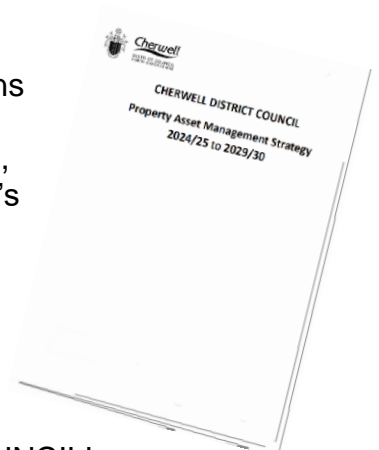 Cherwell
ns
CHERWELL DISTRICT COUNCIL
Property Asset Management Strategy
2024/25 to 2029/30
,
's
NCIL